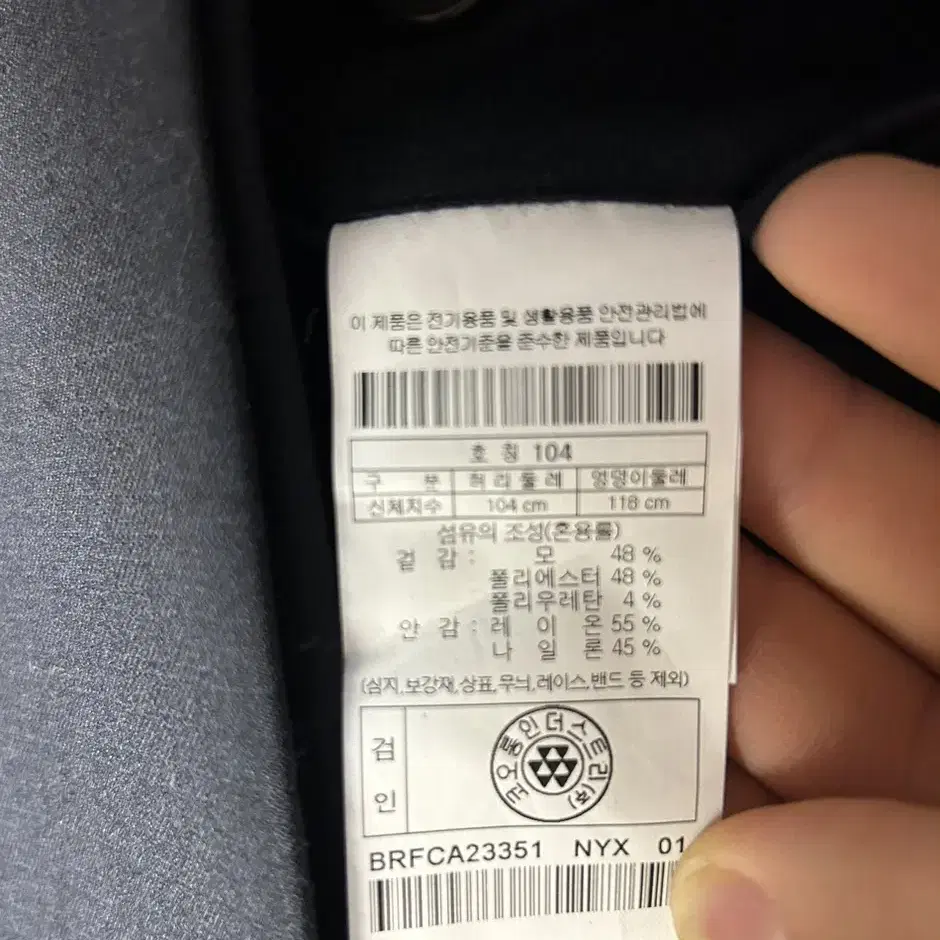 이 제품은 전기용품 및 생활용품 안전관리법에
따른 안전기준을 준수한 제품입니다
호 칭 104
구 분 허 리 둘 레 엉덩이둘레
신체치수 104 cm 118 cm
섬유의 조성(혼용률)
겉 감 : 모 48 %
폴리에스터 48 %
폴리우레탄 4 %
안 감 : 레 이 온 55 %
나 일 론 45 %
(심지,보강재,상표,무늬,레이스,밴드 등 제외)
검
인
코오롱인더스트리(주)
BRFCA23351 NYX 01